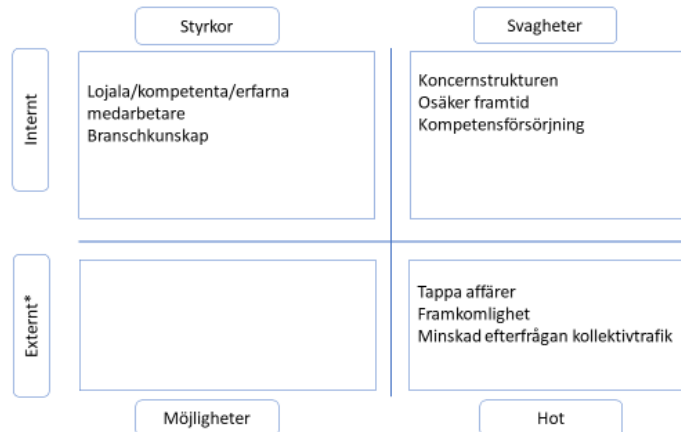 Styrkor
Svagheter
Internt
Lojala/kompetenta/erfarna
medarbetare
Branschkunskap
Koncernstrukturen
Osäker framtid
Kompetensförsörjning
Externt*
Tappa affärer
Framkomlighet
Minskad efterfrågan kollektivtrafik
Möjligheter
Hot